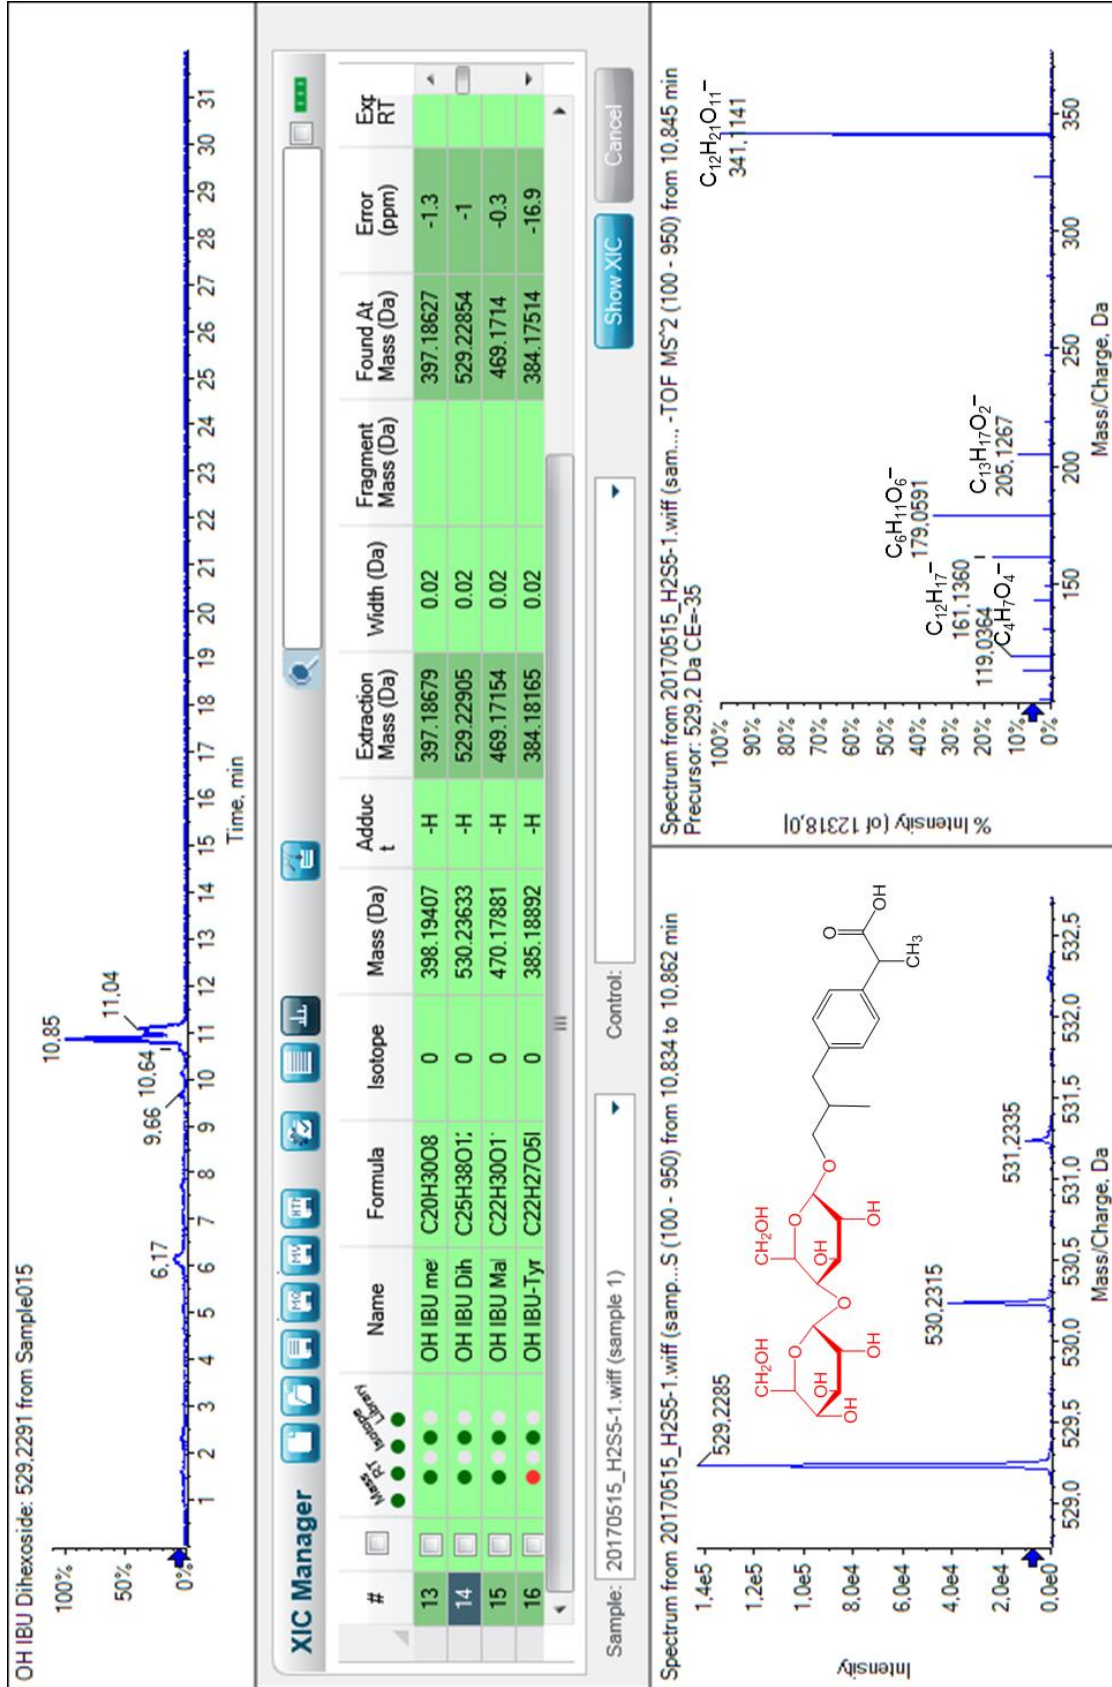 OH IBU Dihexoside: 529,2291 from Sample015
100%
50%
0%
6,17
9,66
10,64
10,85
11,04
1 2 3 4 5 6 7 8 9 10 11 12 13 14 15 16 17 18 19 20 21 22 23 24 25 26 27 28 29 30 31
Time, min
XIC Manager
MC MV HTM
# Mass RT Isotope Library Name Formula Isotope Mass (Da) Adduct Extraction Mass (Da) Width (Da) Fragment Mass (Da) Found At Mass (Da) Error (ppm) Exp RT
13 OH IBU me C20H30O8 0 398.19407 -H 397.18679 0.02 397.18627 -1.3
14 OH IBU Dih C25H38O1 0 530.23633 -H 529.22905 0.02 529.22854 -1
15 OH IBU Mal C22H30O1 0 470.17881 -H 469.17154 0.02 469.1714 -0.3
16 OH IBU-Tyr C22H27O5 0 385.18892 -H 384.18165 0.02 384.17514 -16.9
Sample: 20170515_H2S5-1.wiff (sample 1) Control: Show XIC Cancel
Spectrum from 20170515_H2S5-1.wiff (samp...S (100 - 950) from 10,834 to 10,862 min
1,4e5
1,2e5
1,0e5
8,0e4
6,0e4
4,0e4
2,0e4
0,0e0
Intensity
529,2285
530,2315
531,2335
CH2OH CH2OH
O O
OH OH
OH OH OH
OH O O
O OH
CH3
529,0 529,5 530,0 530,5 531,0 531,5 532,0 532,5
Mass/Charge, Da
Spectrum from 20170515_H2S5-1.wiff (sam..., -TOF MS^2 (100 - 950) from 10,845 min
Precursor: 529,2 Da CE=-35
100%
90%
80%
70%
60%
50%
40%
30%
20%
10%
0%
% Intensity (of 12318,0)
119,0364
C4H7O4−
C12H17−
161,1360
C6H11O6−
179,0591
C13H17O2−
205,1267
C12H21O11−
341,1141
150 200 250 300 350
Mass/Charge, Da